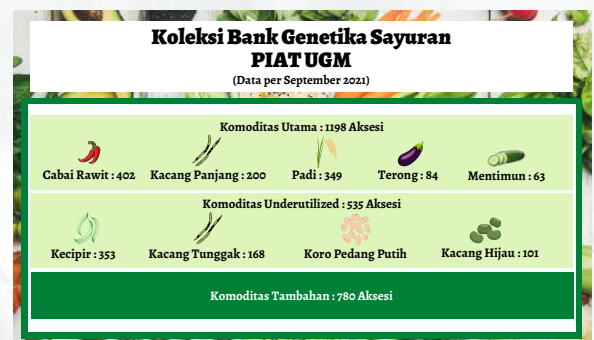 Koleksi Bank Genetika Sayuran
PIAT UGM
(Data per September 2021)
Komoditas Utama : 1198 Aksesi
Cabai Rawit : 402 Kacang Panjang : 200 Padi : 349 Terong : 84 Mentimun : 63
Komoditas Underutilized : 535 Aksesi
Kecipir : 353 Kacang Tunggak : 168 Koro Pedang Putih Kacang Hijau : 101
Komoditas Tambahan : 780 Aksesi